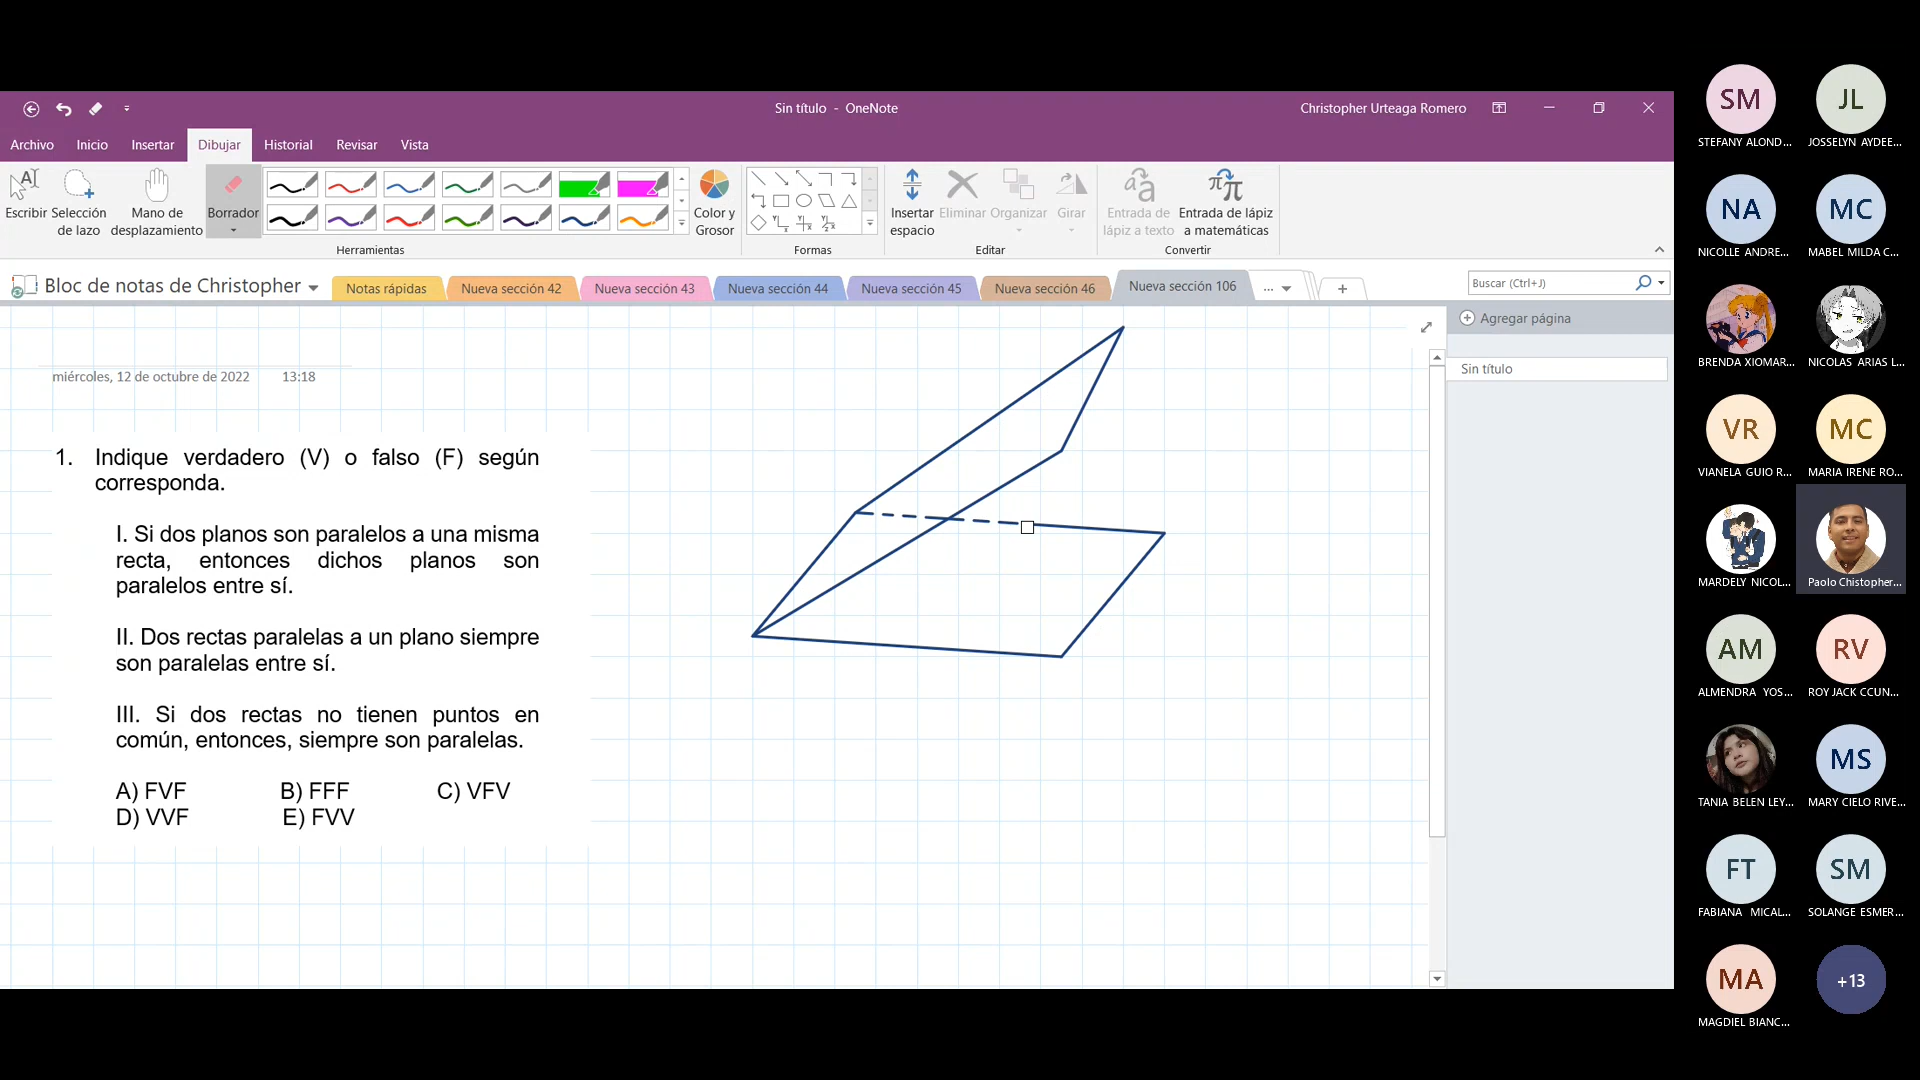 Sin título - OneNote
Christopher Urteaga Romero
Archivo Inicio Insertar Dibujar Historial Revisar Vista
Escribir
Selección de lazo
Mano de desplazamiento
Borrador
Color y Grosor
Insertar espacio
Eliminar
Organizar
Girar
Entrada de lápiz a texto
Entrada de lápiz a matemáticas
Herramientas
Formas
Editar
Convertir
Bloc de notas de Christopher
Notas rápidas
Nueva sección 42
Nueva sección 43
Nueva sección 44
Nueva sección 45
Nueva sección 46
Nueva sección 106
...
Buscar (Ctrl+J)
Agregar página
Sin título
miércoles, 12 de octubre de 2022 13:18
1. Indique verdadero (V) o falso (F) según
corresponda.
I. Si dos planos son paralelos a una misma
recta, entonces dichos planos son
paralelos entre sí.
II. Dos rectas paralelas a un plano siempre
son paralelas entre sí.
III. Si dos rectas no tienen puntos en
común, entonces, siempre son paralelas.
A) FVF B) FFF C) VFV
D) VVF E) FVV
SM JL
STEFANY ALOND... JOSSELYN AYDEE...
NA MC
NICOLLE ANDRE... MABEL MILDA C...
BRENDA XIOMAR... NICOLAS ARIAS L...
VR MC
VIANELA GUIO R... MARIA IRENE RO...
MARDELY NICOL... Paolo Chistopher...
AM RV
ALMENDRA YOS... ROY JACK CCUN...
MS
TANIA BELEN LEY... MARY CIELO RIVE...
FT SM
FABIANA MICAL... SOLANGE ESMER...
MA +13
MAGDIEL BIANC...